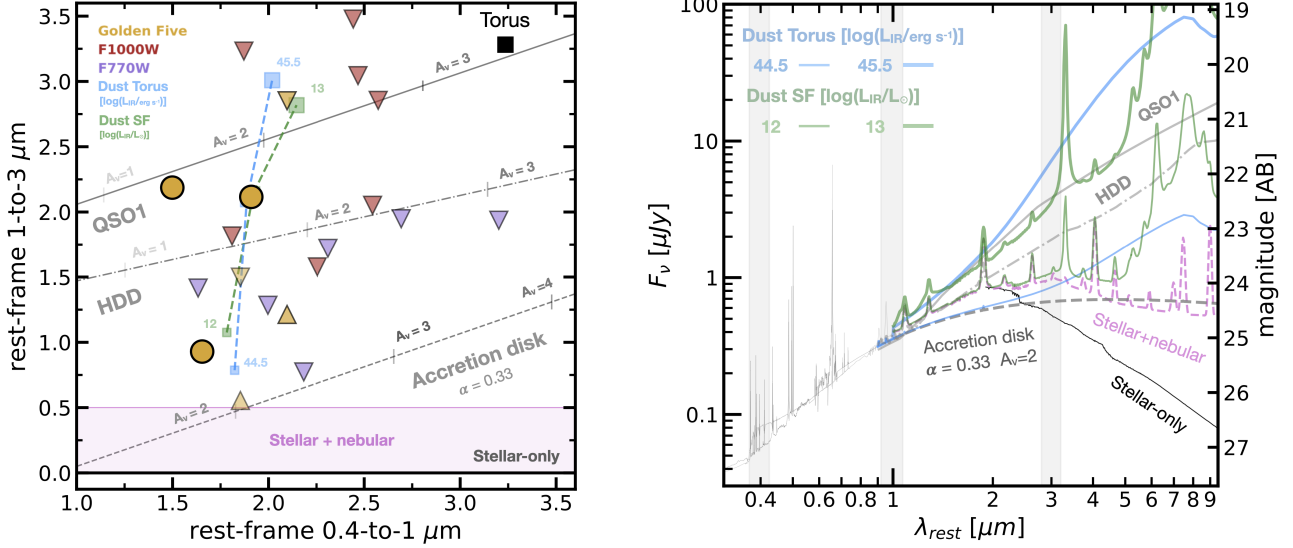 3.5
3.0
2.5
2.0
1.5
1.0
0.5
0.0
rest-frame 1-to-3 μm
Golden Five
F1000W
F770W
Dust Torus
[log(L_IR/erg s⁻¹)]
Dust SF
[log(L_IR/L☉)]
Torus
45.5
13
A_v = 3
A_v = 2
A_v=1
QSO1
A_v = 3
A_v = 2
A_v = 1
HDD
A_v=4
A_v= 3
12
44.5
Accretion disk
α = 0.33
A_v = 2
Stellar + nebular
Stellar-only
1.0
1.5
2.0
2.5
3.0
3.5
rest-frame 0.4-to-1 μm
100
10
1
0.1
F_ν [μJy]
Dust Torus [log(L_IR/erg s⁻¹)]
44.5 45.5
Dust SF [log(L_IR/L☉)]
12 13
QSO1
HDD
Accretion disk
α = 0.33 A_v=2
Stellar+nebular
Stellar-only
0.4
0.6
0.8
1
2
3
4
5
6
7
8
9
λ_rest [μm]
19
20
21
22
23
24
25
26
27
magnitude [AB]